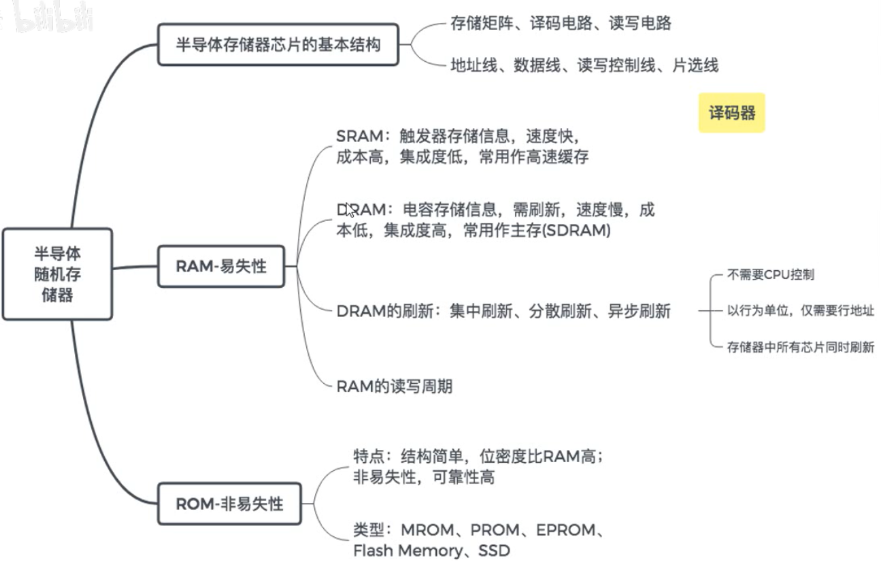 bilibili
半导体存储器芯片的基本结构
存储矩阵、译码电路、读写电路
地址线、数据线、读写控制线、片选线
译码器
半导体
随机存
储器
RAM-易失性
SRAM：触发器存储信息，速度快，
成本高，集成度低，常用作高速缓存
DRAM：电容存储信息，需刷新，速度慢，成
本低，集成度高，常用作主存(SDRAM)
DRAM的刷新：集中刷新、分散刷新、异步刷新
不需要CPU控制
以行为单位，仅需要行地址
存储器中所有芯片同时刷新
RAM的读写周期
ROM-非易失性
特点：结构简单，位密度比RAM高；
非易失性，可靠性高
类型：MROM、PROM、EPROM、
Flash Memory、SSD